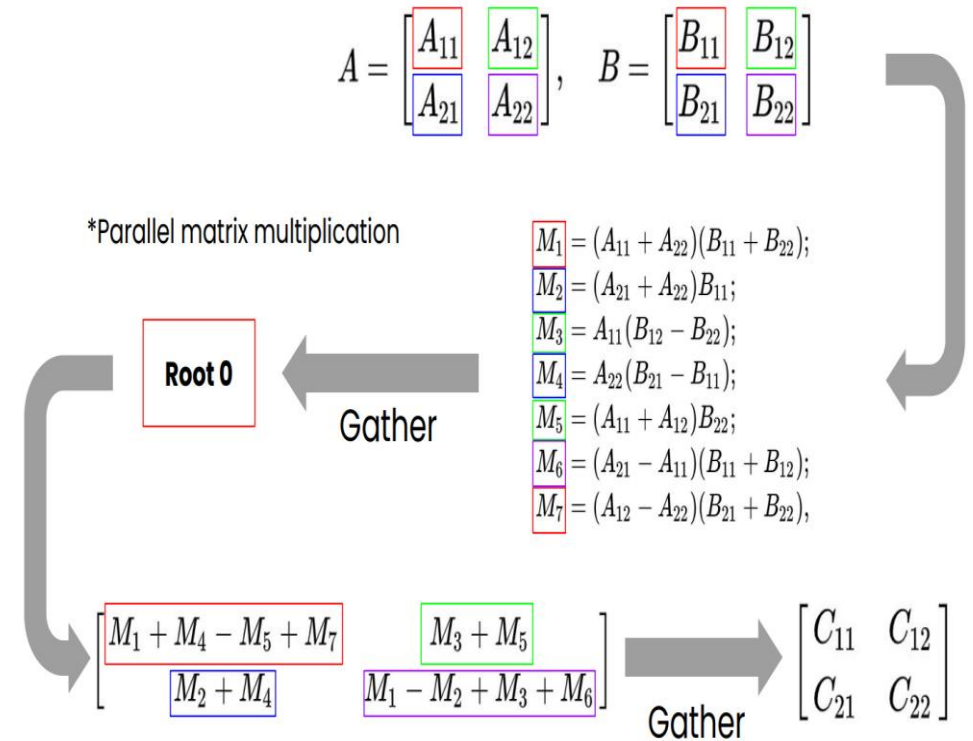 A = [ A₁₁ A₁₂ A₂₁ A₂₂ ], B = [ B₁₁ B₁₂ B₂₁ B₂₂ ]
*Parallel matrix multiplication
M₁ = (A₁₁ + A₂₂)(B₁₁ + B₂₂);
M₂ = (A₂₁ + A₂₂)B₁₁;
M₃ = A₁₁(B₁₂ − B₂₂);
M₄ = A₂₂(B₂₁ − B₁₁);
M₅ = (A₁₁ + A₁₂)B₂₂;
M₆ = (A₂₁ − A₁₁)(B₁₁ + B₁₂);
M₇ = (A₁₂ − A₂₂)(B₂₁ + B₂₂),
Gather
Root 0
M₁ + M₄ − M₅ + M₇ M₃ + M₅
M₂ + M₄ M₁ − M₂ + M₃ + M₆
Gather
C₁₁ C₁₂
C₂₁ C₂₂